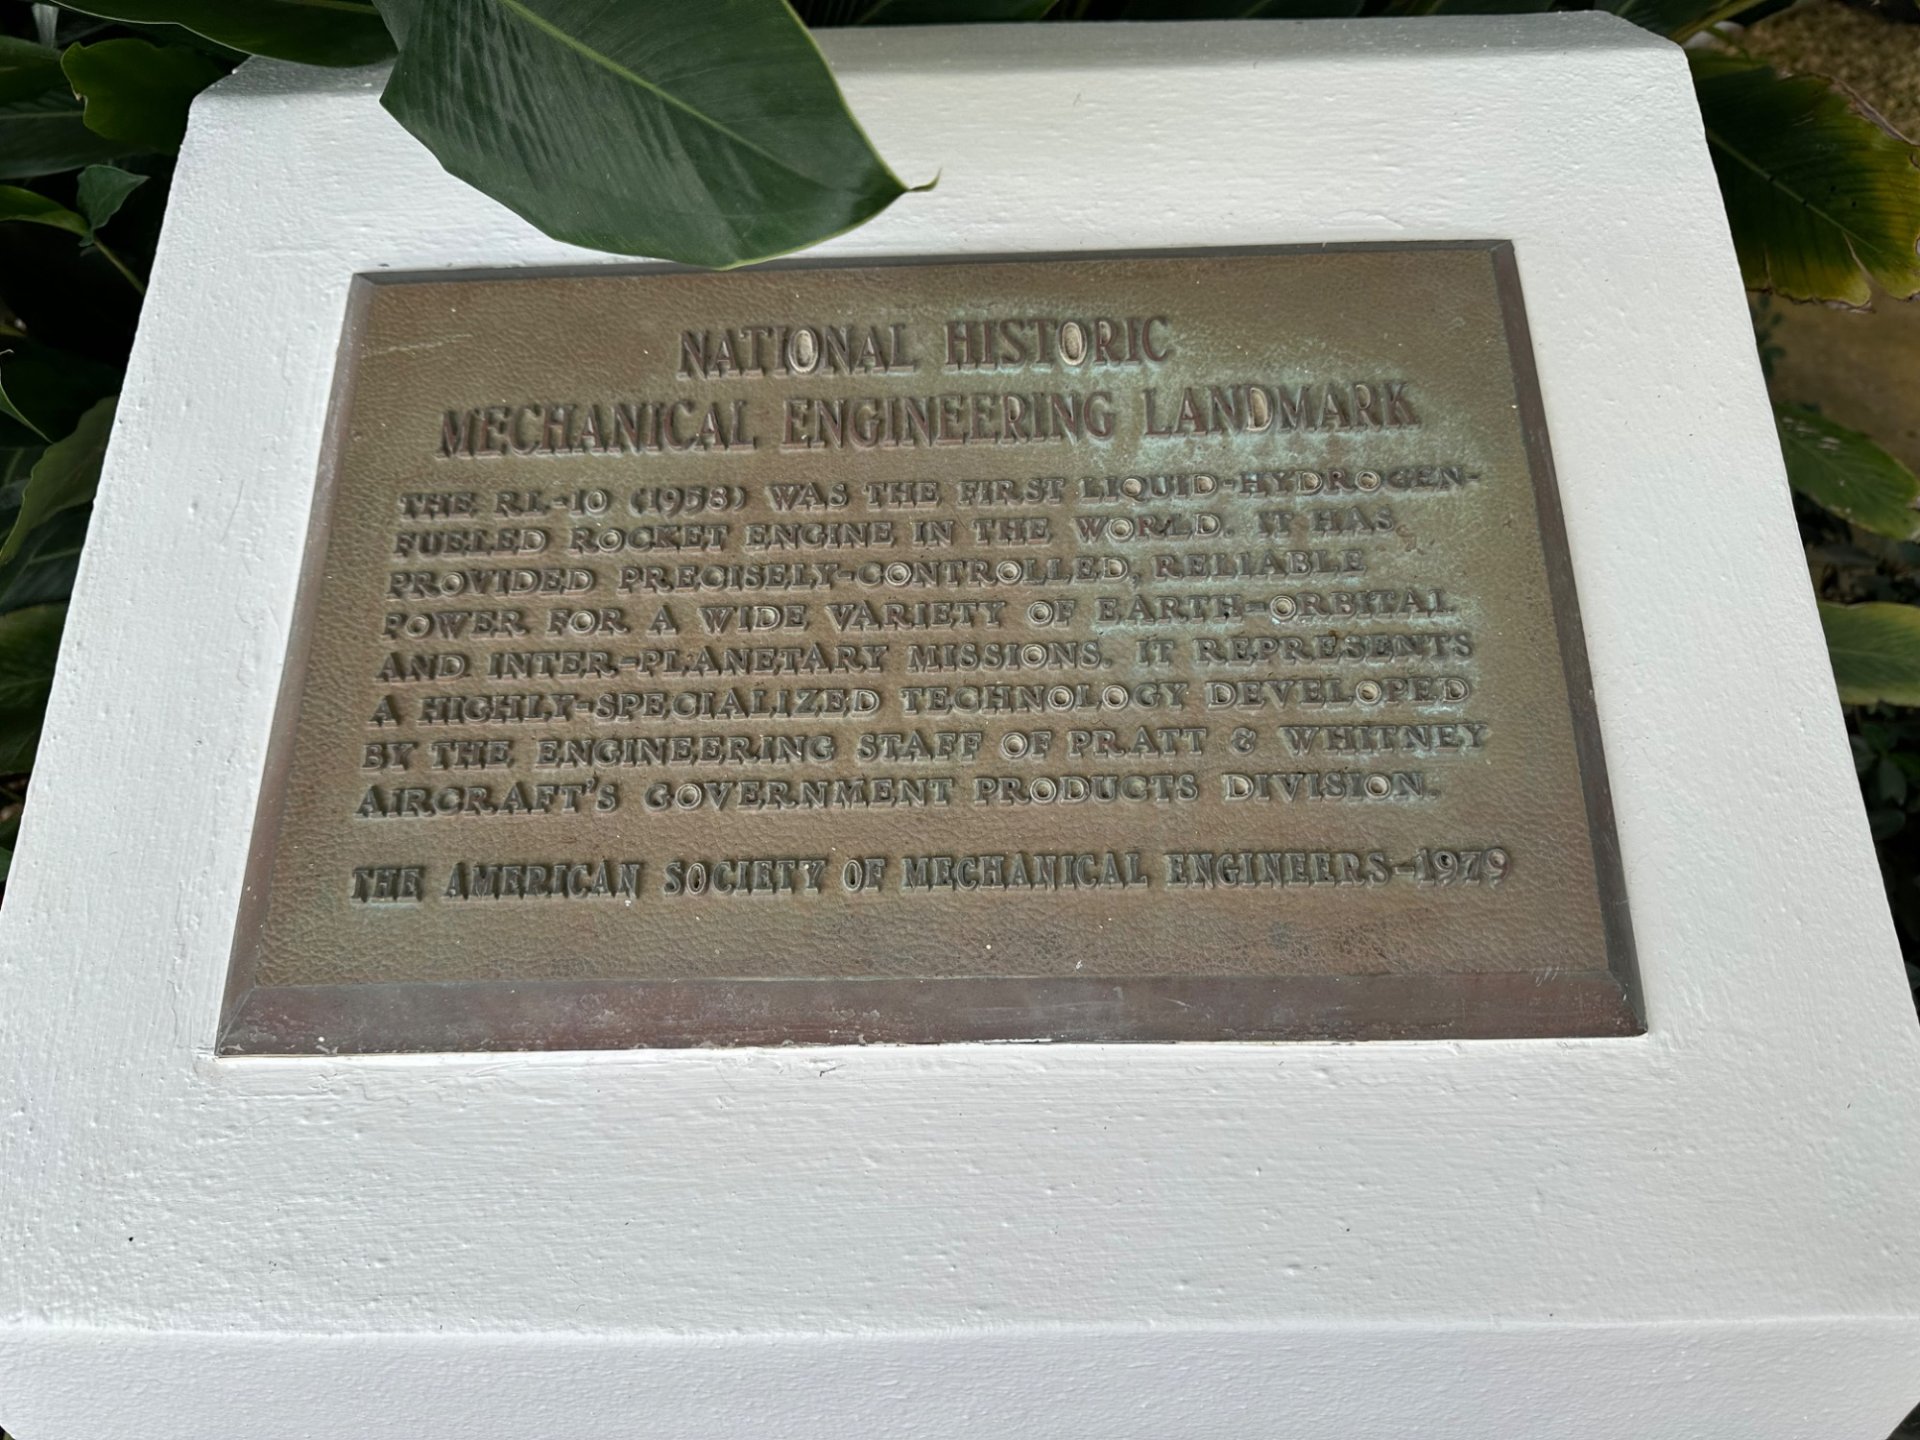 NATIONAL HISTORIC
MECHANICAL ENGINEERING LANDMARK
THE RL-10 (1958) WAS THE FIRST LIQUID-HYDROGEN-
FUELED ROCKET ENGINE IN THE WORLD. IT HAS
PROVIDED PRECISELY-CONTROLLED, RELIABLE
POWER FOR A WIDE VARIETY OF EARTH-ORBITAL
AND INTER-PLANETARY MISSIONS. IT REPRESENTS
A HIGHLY-SPECIALIZED TECHNOLOGY DEVELOPED
BY THE ENGINEERING STAFF OF PRATT & WHITNEY
AIRCRAFT'S GOVERNMENT PRODUCTS DIVISION.
THE AMERICAN SOCIETY OF MECHANICAL ENGINEERS-1979